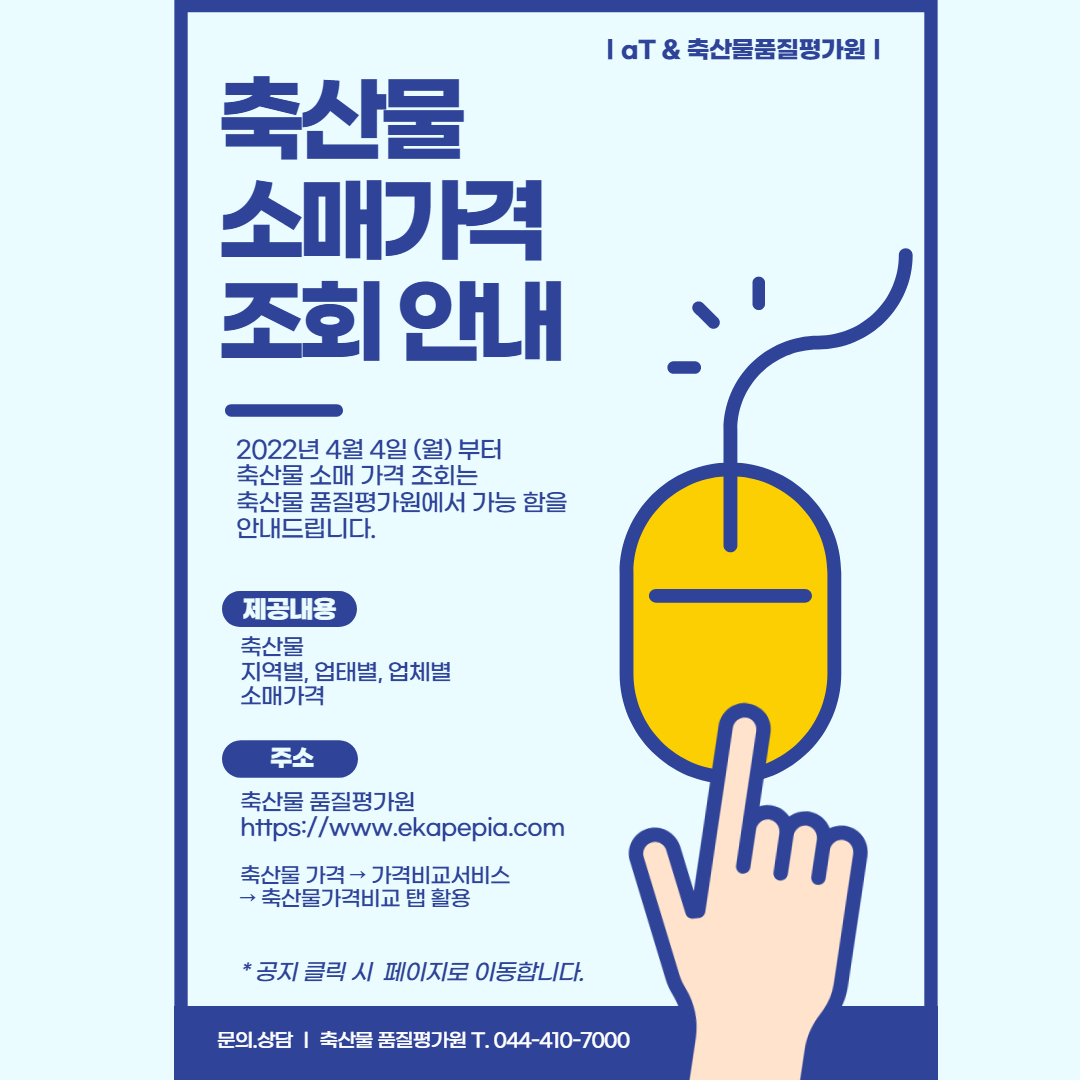 | aT & 축산물품질평가원 |
축산물
소매가격
조회 안내
2022년 4월 4일 (월) 부터
축산물 소매 가격 조회는
축산물 품질평가원에서 가능 함을
안내드립니다.
제공내용
축산물
지역별, 업태별, 업체별
소매가격
주소
축산물 품질평가원
https://www.ekapepia.com
축산물 가격 → 가격비교서비스
→ 축산물가격비교 탭 활용
* 공지 클릭 시 페이지로 이동합니다.
문의.상담 | 축산물 품질평가원 T. 044-410-7000